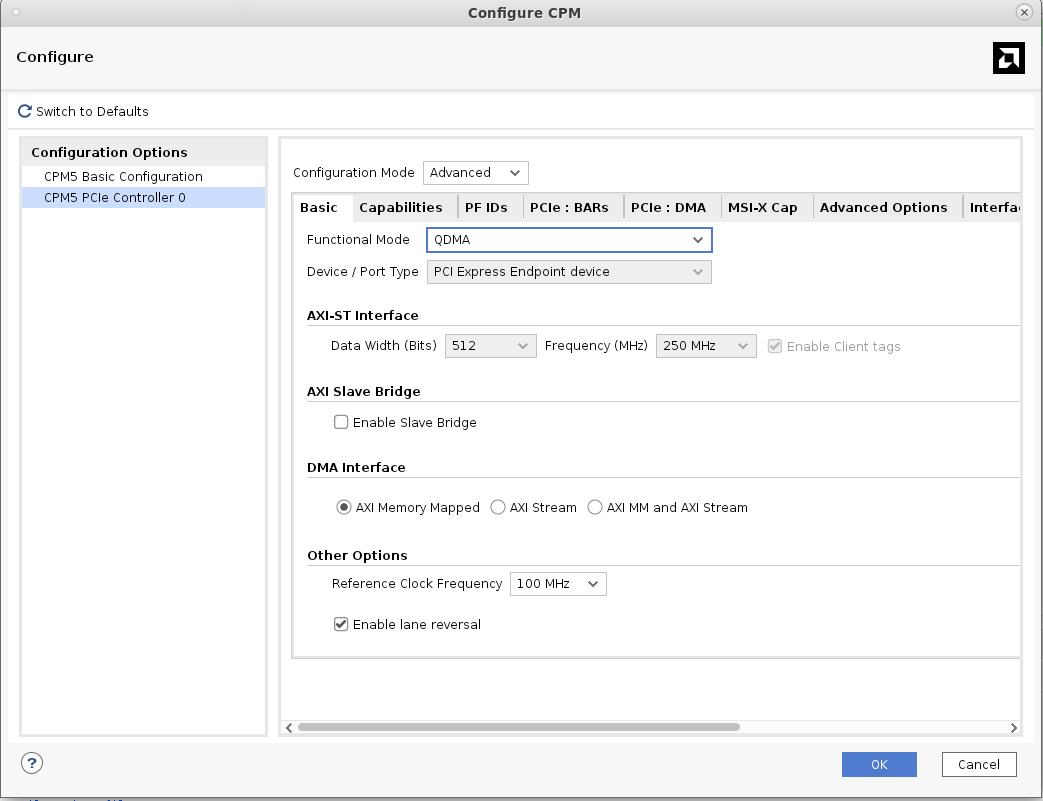 Configure CPM
Configure
Switch to Defaults
Configuration Options
CPM5 Basic Configuration
CPM5 PCIe Controller 0
Configuration Mode Advanced
Basic Capabilities PF IDs PCIe : BARs PCIe : DMA MSI-X Cap Advanced Options
Functional Mode QDMA
Device / Port Type PCI Express Endpoint device
AXI-ST Interface
Data Width (Bits) 512 Frequency (MHz) 250 MHz Enable Client tags
AXI Slave Bridge
Enable Slave Bridge
DMA Interface
AXI Memory Mapped AXI Stream AXI MM and AXI Stream
Other Options
Reference Clock Frequency 100 MHz
Enable lane reversal
? OK Cancel